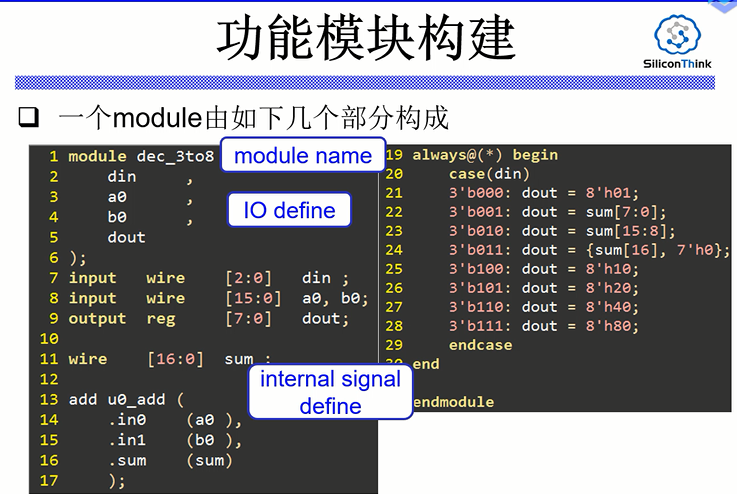 功能模块构建
SiliconThink
一个module由如下几个部分构成
1 module dec_3to8
module name
2 din ,
3 a0 ,
4 b0 ,
IO define
5 dout
6 );
7 input wire [2:0] din ;
8 input wire [15:0] a0, b0;
9 output reg [7:0] dout;
10
11 wire [16:0] sum ;
12
internal signal
define
13 add u0_add (
14 .in0 (a0 ),
15 .in1 (b0 ),
16 .sum (sum)
17 );
19 always@(*) begin
20 case(din)
21 3'b000: dout = 8'h01;
22 3'b001: dout = sum[7:0];
23 3'b010: dout = sum[15:8];
24 3'b011: dout = {sum[16], 7'h0};
25 3'b100: dout = 8'h10;
26 3'b101: dout = 8'h20;
27 3'b110: dout = 8'h40;
28 3'b111: dout = 8'h80;
29 endcase
30 end
endmodule